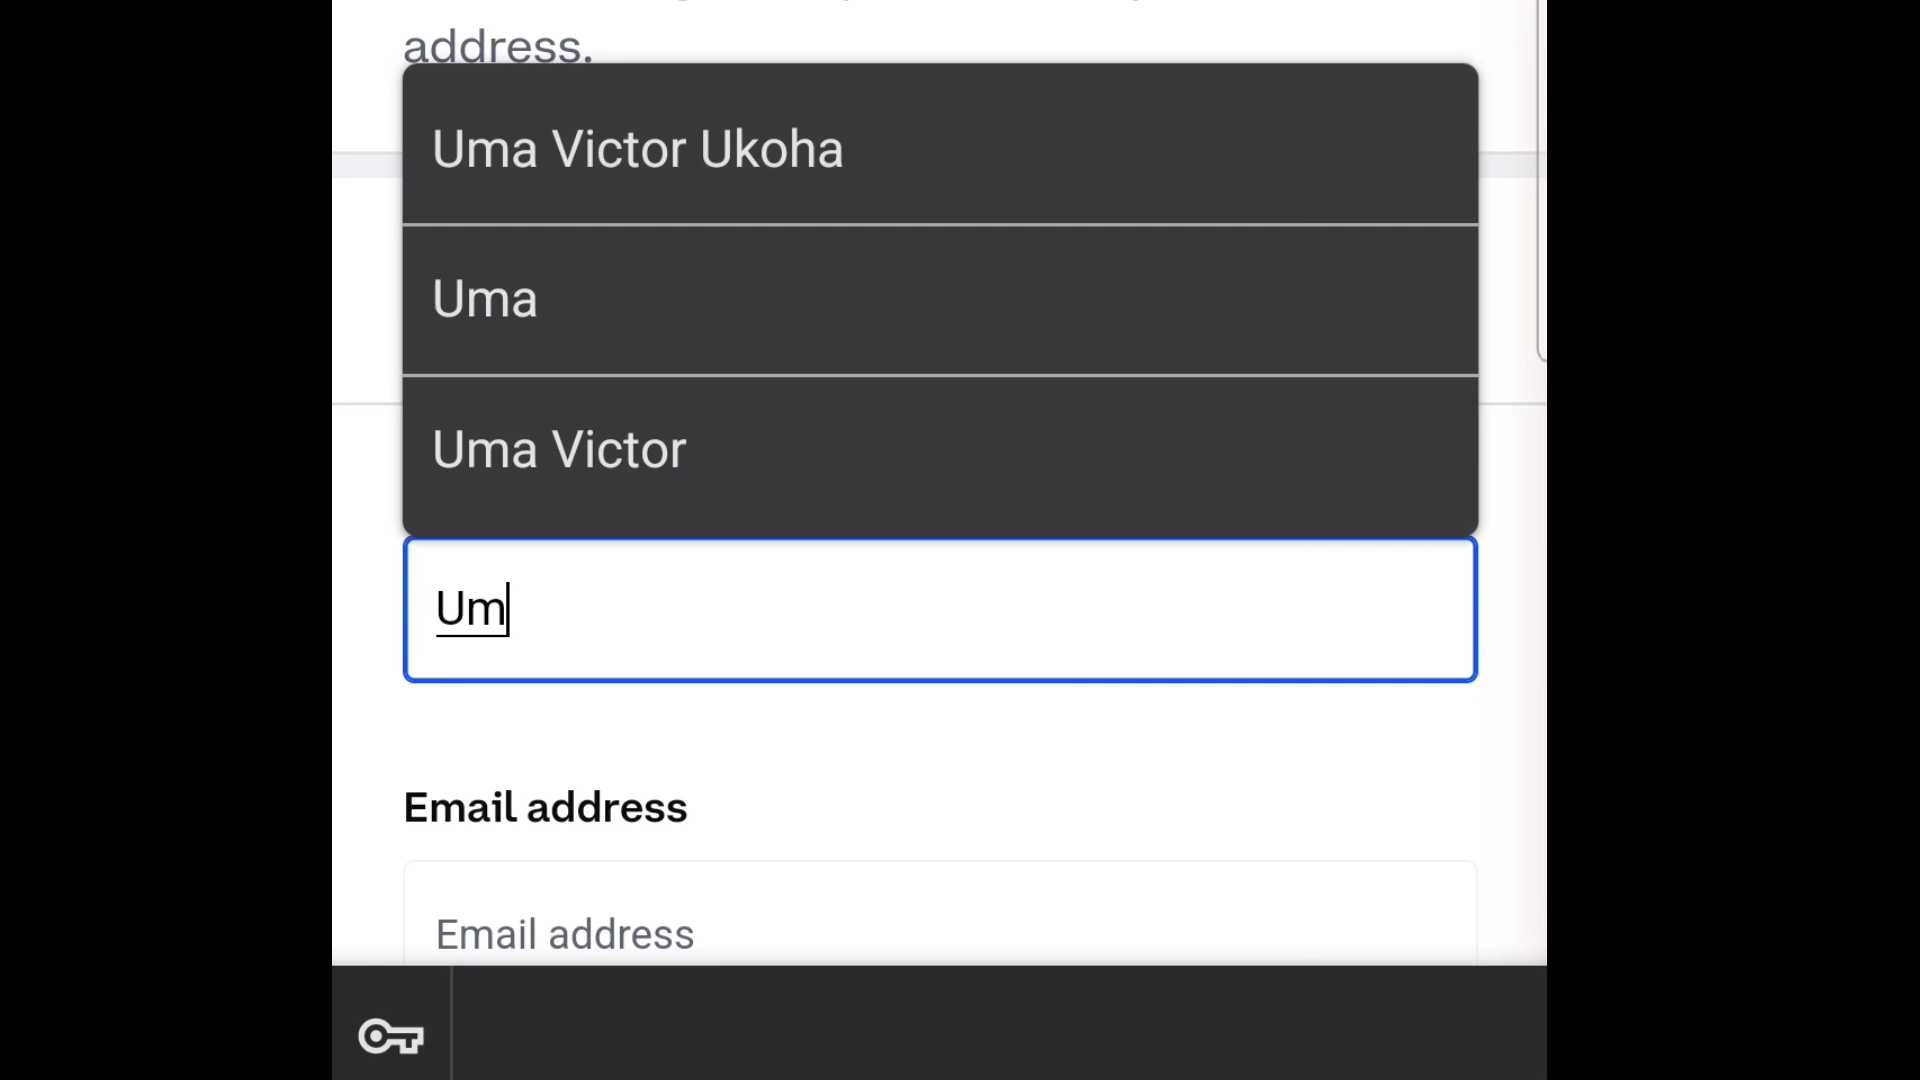 address.
Uma Victor Ukoha
Uma
Uma Victor
Um
Email address
Email address